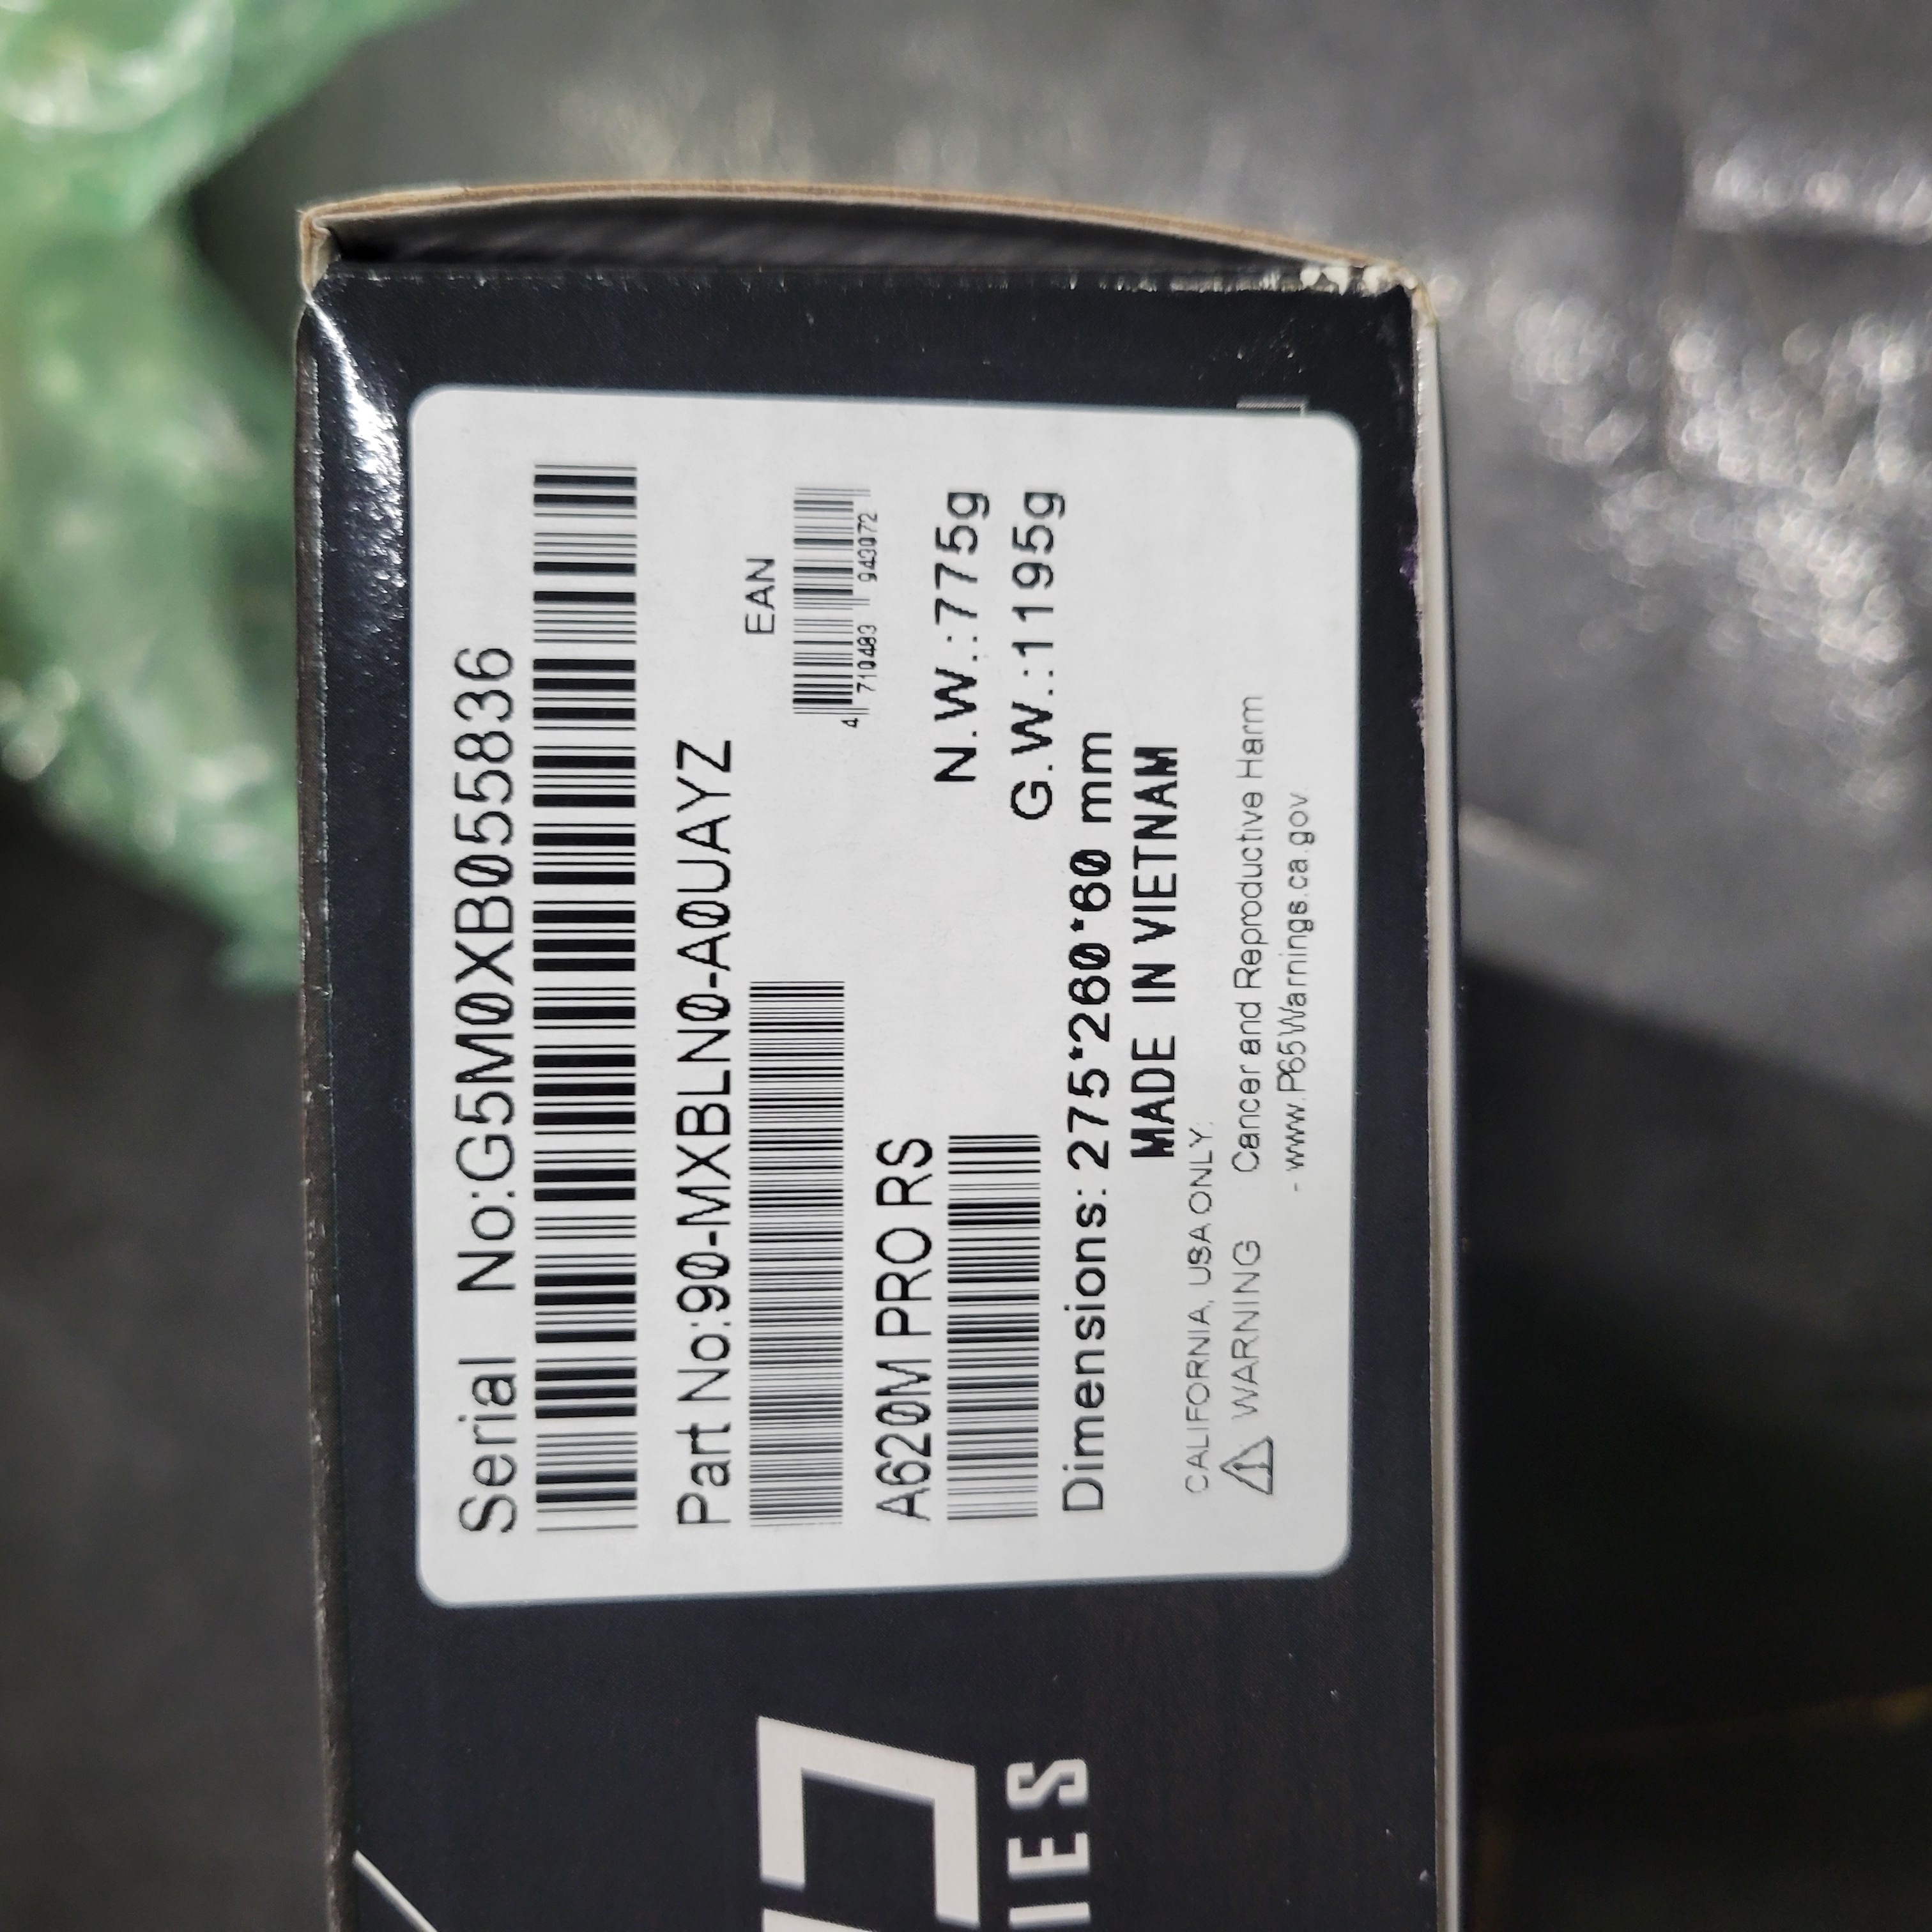 Serial No:G5M0XB055836
Part No:90-MXBLN0-A0UAYZ
EAN
4 710483 943072
A620M PRO RS
N.W.:775g
G.W.:1195g
Dimensions: 275*260*60 mm
MADE IN VIETNAM
CALIFORNIA, USA ONLY.
WARNING Cancer and Reproductive Harm
- www.P65Warnings.ca.gov